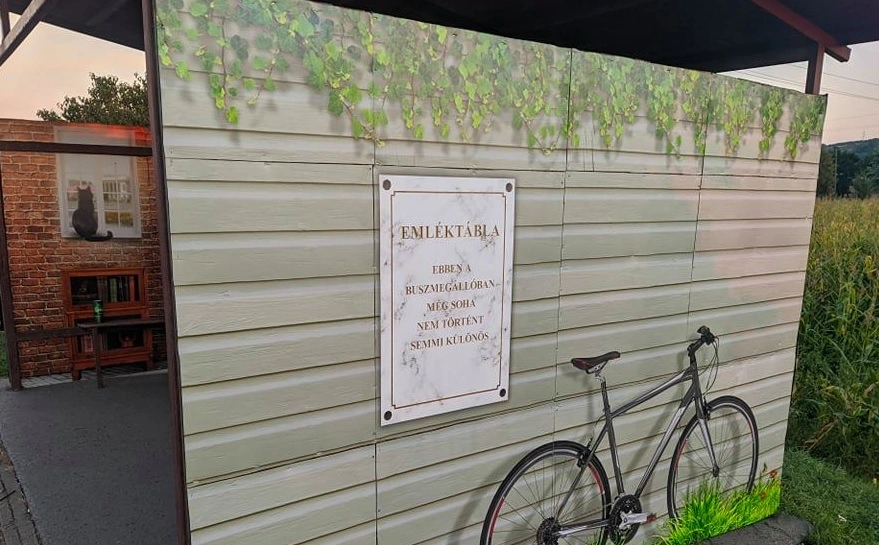 EMLÉKTÁBLA
EBBEN A
BUSZMEGÁLLÓBAN
MÉG SOHA
NEM TÖRTÉNT
SEMMI KÜLÖNÖS